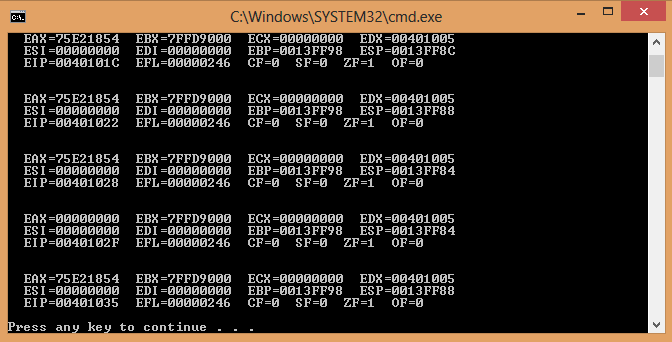 C:\Windows\SYSTEM32\cmd.exe
EAX=75E21854 EBX=7FFD9000 ECX=00000000 EDX=00401005
ESI=00000000 EDI=00000000 EBP=0013FF98 ESP=0013FF8C
EIP=0040101C EFL=00000246 CF=0 SF=0 ZF=1 OF=0
EAX=75E21854 EBX=7FFD9000 ECX=00000000 EDX=00401005
ESI=00000000 EDI=00000000 EBP=0013FF98 ESP=0013FF88
EIP=00401022 EFL=00000246 CF=0 SF=0 ZF=1 OF=0
EAX=75E21854 EBX=7FFD9000 ECX=00000000 EDX=00401005
ESI=00000000 EDI=00000000 EBP=0013FF98 ESP=0013FF84
EIP=00401028 EFL=00000246 CF=0 SF=0 ZF=1 OF=0
EAX=00000000 EBX=7FFD9000 ECX=00000000 EDX=00401005
ESI=00000000 EDI=00000000 EBP=0013FF98 ESP=0013FF84
EIP=0040102F EFL=00000246 CF=0 SF=0 ZF=1 OF=0
EAX=75E21854 EBX=7FFD9000 ECX=00000000 EDX=00401005
ESI=00000000 EDI=00000000 EBP=0013FF98 ESP=0013FF88
EIP=00401035 EFL=00000246 CF=0 SF=0 ZF=1 OF=0
Press any key to continue . . .